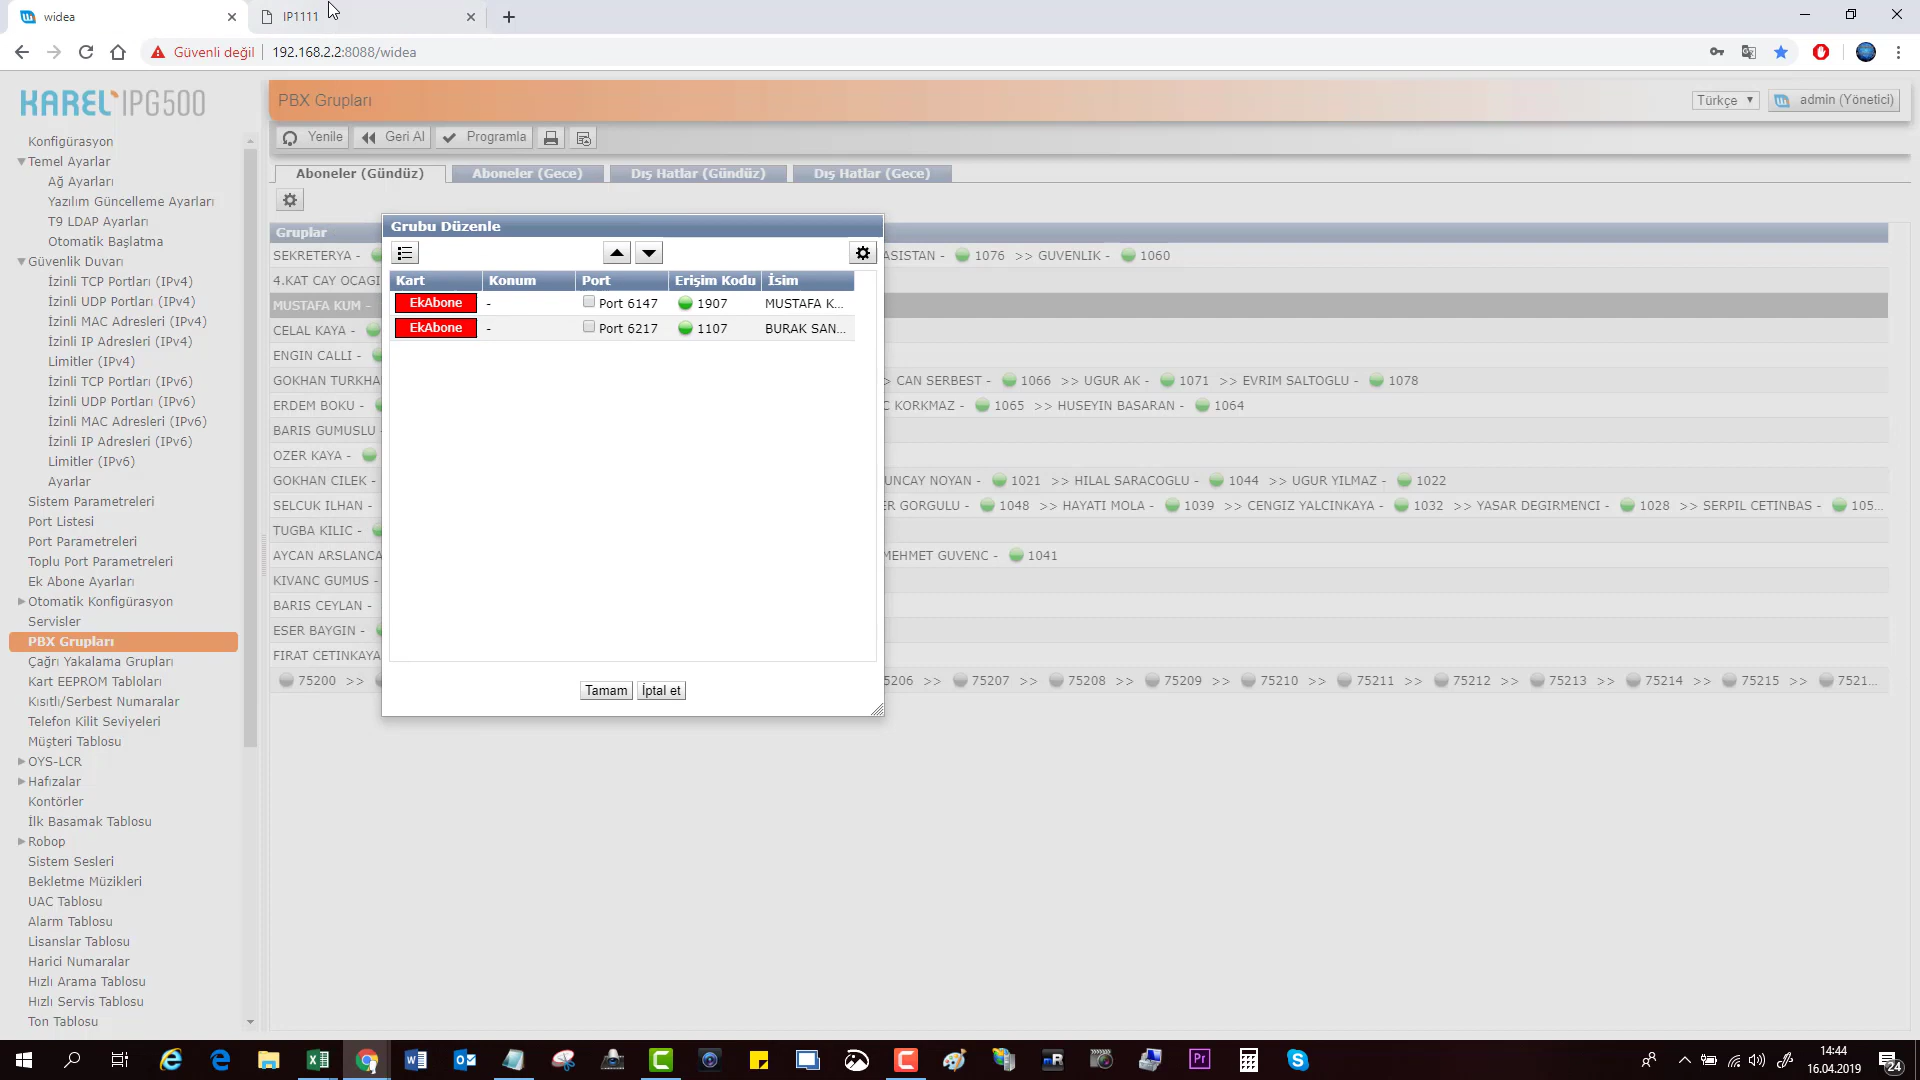 widea
IP1111
Güvenli değil
192.168.2.2:8088/widea
KAREL IPG500
PBX Grupları
Türkçe
admin (Yönetici)
Yenile
Geri Al
Programla
Aboneler (Gündüz)
Aboneler (Gece)
Dış Hatlar (Gündüz)
Dış Hatlar (Gece)
Konfigürasyon
Temel Ayarlar
Ağ Ayarları
Yazılım Güncelleme Ayarları
T9 LDAP Ayarları
Otomatik Başlatma
Güvenlik Duvarı
İzinli TCP Portları (IPv4)
İzinli UDP Portları (IPv4)
İzinli MAC Adresleri (IPv4)
İzinli IP Adresleri (IPv4)
Limitler (IPv4)
İzinli TCP Portları (IPv6)
İzinli UDP Portları (IPv6)
İzinli MAC Adresleri (IPv6)
İzinli IP Adresleri (IPv6)
Limitler (IPv6)
Ayarlar
Sistem Parametreleri
Port Listesi
Port Parametreleri
Toplu Port Parametreleri
Ek Abone Ayarları
Otomatik Konfigürasyon
Servisler
PBX Grupları
Çağrı Yakalama Grupları
Kart EEPROM Tabloları
Kısıtlı/Serbest Numaralar
Telefon Kilit Seviyeleri
Müşteri Tablosu
OYS-LCR
Hafızalar
Kontörler
İlk Basamak Tablosu
Robop
Sistem Sesleri
Bekletme Müzikleri
UAC Tablosu
Alarm Tablosu
Lisanslar Tablosu
Harici Numaralar
Hızlı Arama Tablosu
Hızlı Servis Tablosu
Ton Tablosu
Gruplar
SEKRETERYA - ASISTAN - 1076 >> GUVENLIK - 1060
4.KAT CAY OCAGI
MUSTAFA KUM -
CELAL KAYA -
ENGIN CALLI -
GOKHAN TURKHA > CAN SERBEST - 1066 >> UGUR AK - 1071 >> EVRIM SALTOGLU - 1078
ERDEM BOKU - C KORKMAZ - 1065 >> HUSEYIN BASARAN - 1064
BARIS GUMUSLU -
OZER KAYA -
GOKHAN CILEK - UNCAY NOYAN - 1021 >> HILAL SARACOGLU - 1044 >> UGUR YILMAZ - 1022
SELCUK ILHAN - ER GORGULU - 1048 >> HAYATI MOLA - 1039 >> CENGIZ YALCINKAYA - 1032 >> YASAR DEGIRMENCI - 1028 >> SERPIL CETINBAS - 105...
TUGBA KILIC -
AYCAN ARSLANCA MEHMET GUVENC - 1041
KIVANC GUMUS -
BARIS CEYLAN -
ESER BAYGIN -
FIRAT CETINKAYA
75200 >> 5206 >> 75207 >> 75208 >> 75209 >> 75210 >> 75211 >> 75212 >> 75213 >> 75214 >> 75215 >> 7521...
Grubu Düzenle
Kart Konum Port Erişim Kodu İsim
EkAbone - Port 6147 1907 MUSTAFA K...
EkAbone - Port 6217 1107 BURAK SAN...
Tamam
İptal et
14:44
16.04.2019
24